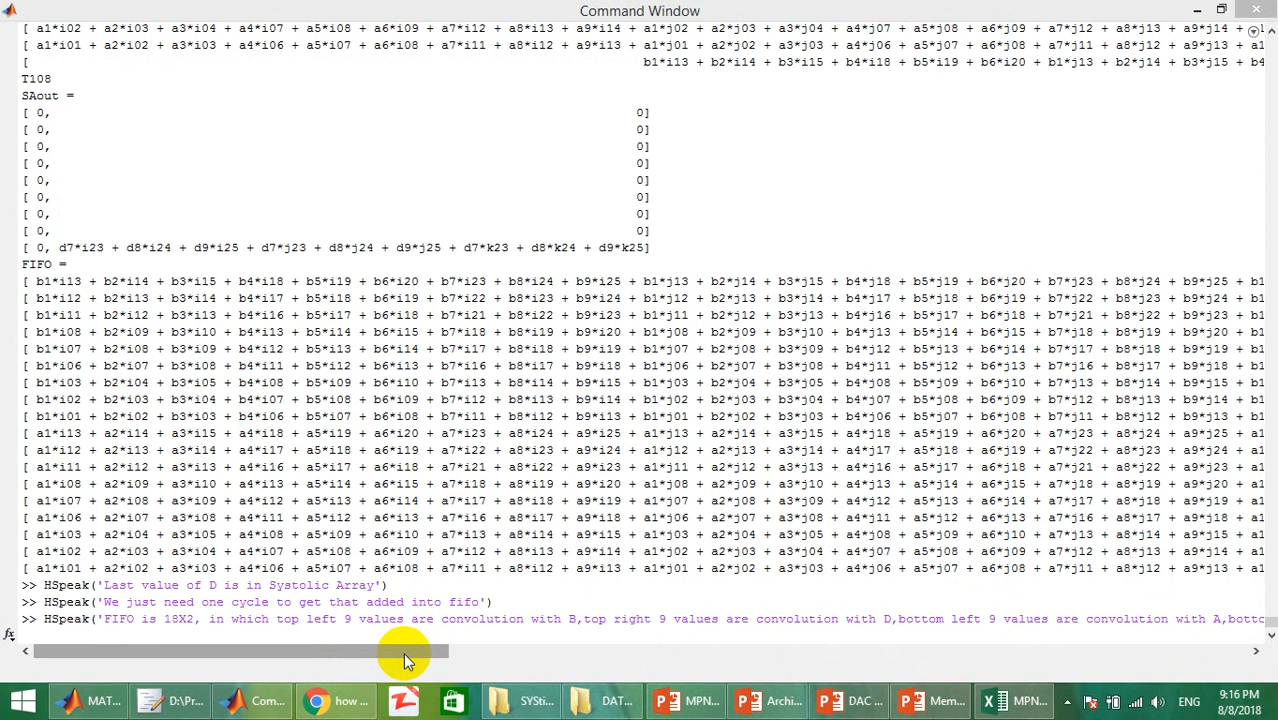 Command Window
[ a1*i02 + a2*i03 + a3*i04 + a4*i07 + a5*i08 + a6*i09 + a7*i12 + a8*i13 + a9*i14 + a1*j02 + a2*j03 + a3*j04 + a4*j07 + a5*j08 + a6*j09 + a7*j12 + a8*j13 + a9*j14 + a1
[ a1*i01 + a2*i02 + a3*i03 + a4*i06 + a5*i07 + a6*i08 + a7*i11 + a8*i12 + a9*i13 + a1*j01 + a2*j02 + a3*j03 + a4*j06 + a5*j07 + a6*j08 + a7*j11 + a8*j12 + a9*j13 + a1
[ b1*i13 + b2*i14 + b3*i15 + b4*i18 + b5*i19 + b6*i20 + b1*j13 + b2*j14 + b3*j15 + b4
T108
SAout =
[ 0, 0]
[ 0, 0]
[ 0, 0]
[ 0, 0]
[ 0, 0]
[ 0, 0]
[ 0, 0]
[ 0, 0]
[ 0, d7*i23 + d8*i24 + d9*i25 + d7*j23 + d8*j24 + d9*j25 + d7*k23 + d8*k24 + d9*k25]
FIFO =
[ b1*i13 + b2*i14 + b3*i15 + b4*i18 + b5*i19 + b6*i20 + b7*i23 + b8*i24 + b9*i25 + b1*j13 + b2*j14 + b3*j15 + b4*j18 + b5*j19 + b6*j20 + b7*j23 + b8*j24 + b9*j25 + b1
[ b1*i12 + b2*i13 + b3*i14 + b4*i17 + b5*i18 + b6*i19 + b7*i22 + b8*i23 + b9*i24 + b1*j12 + b2*j13 + b3*j14 + b4*j17 + b5*j18 + b6*j19 + b7*j22 + b8*j23 + b9*j24 + b1
[ b1*i11 + b2*i12 + b3*i13 + b4*i16 + b5*i17 + b6*i18 + b7*i21 + b8*i22 + b9*i23 + b1*j11 + b2*j12 + b3*j13 + b4*j16 + b5*j17 + b6*j18 + b7*j21 + b8*j22 + b9*j23 + b1
[ b1*i08 + b2*i09 + b3*i10 + b4*i13 + b5*i14 + b6*i15 + b7*i18 + b8*i19 + b9*i20 + b1*j08 + b2*j09 + b3*j10 + b4*j13 + b5*j14 + b6*j15 + b7*j18 + b8*j19 + b9*j20 + b1
[ b1*i07 + b2*i08 + b3*i09 + b4*i12 + b5*i13 + b6*i14 + b7*i17 + b8*i18 + b9*i19 + b1*j07 + b2*j08 + b3*j09 + b4*j12 + b5*j13 + b6*j14 + b7*j17 + b8*j18 + b9*j19 + b1
[ b1*i06 + b2*i07 + b3*i08 + b4*i11 + b5*i12 + b6*i13 + b7*i16 + b8*i17 + b9*i18 + b1*j06 + b2*j07 + b3*j08 + b4*j11 + b5*j12 + b6*j13 + b7*j16 + b8*j17 + b9*j18 + b1
[ b1*i03 + b2*i04 + b3*i05 + b4*i08 + b5*i09 + b6*i10 + b7*i13 + b8*i14 + b9*i15 + b1*j03 + b2*j04 + b3*j05 + b4*j08 + b5*j09 + b6*j10 + b7*j13 + b8*j14 + b9*j15 + b1
[ b1*i02 + b2*i03 + b3*i04 + b4*i07 + b5*i08 + b6*i09 + b7*i12 + b8*i13 + b9*i14 + b1*j02 + b2*j03 + b3*j04 + b4*j07 + b5*j08 + b6*j09 + b7*j12 + b8*j13 + b9*j14 + b1
[ b1*i01 + b2*i02 + b3*i03 + b4*i06 + b5*i07 + b6*i08 + b7*i11 + b8*i12 + b9*i13 + b1*j01 + b2*j02 + b3*j03 + b4*j06 + b5*j07 + b6*j08 + b7*j11 + b8*j12 + b9*j13 + b1
[ a1*i13 + a2*i14 + a3*i15 + a4*i18 + a5*i19 + a6*i20 + a7*i23 + a8*i24 + a9*i25 + a1*j13 + a2*j14 + a3*j15 + a4*j18 + a5*j19 + a6*j20 + a7*j23 + a8*j24 + a9*j25 + a1
[ a1*i12 + a2*i13 + a3*i14 + a4*i17 + a5*i18 + a6*i19 + a7*i22 + a8*i23 + a9*i24 + a1*j12 + a2*j13 + a3*j14 + a4*j17 + a5*j18 + a6*j19 + a7*j22 + a8*j23 + a9*j24 + a1
[ a1*i11 + a2*i12 + a3*i13 + a4*i16 + a5*i17 + a6*i18 + a7*i21 + a8*i22 + a9*i23 + a1*j11 + a2*j12 + a3*j13 + a4*j16 + a5*j17 + a6*j18 + a7*j21 + a8*j22 + a9*j23 + a1
[ a1*i08 + a2*i09 + a3*i10 + a4*i13 + a5*i14 + a6*i15 + a7*i18 + a8*i19 + a9*i20 + a1*j08 + a2*j09 + a3*j10 + a4*j13 + a5*j14 + a6*j15 + a7*j18 + a8*j19 + a9*j20 + a1
[ a1*i07 + a2*i08 + a3*i09 + a4*i12 + a5*i13 + a6*i14 + a7*i17 + a8*i18 + a9*i19 + a1*j07 + a2*j08 + a3*j09 + a4*j12 + a5*j13 + a6*j14 + a7*j17 + a8*j18 + a9*j19 + a1
[ a1*i06 + a2*i07 + a3*i08 + a4*i11 + a5*i12 + a6*i13 + a7*i16 + a8*i17 + a9*i18 + a1*j06 + a2*j07 + a3*j08 + a4*j11 + a5*j12 + a6*j13 + a7*j16 + a8*j17 + a9*j18 + a1
[ a1*i03 + a2*i04 + a3*i05 + a4*i08 + a5*i09 + a6*i10 + a7*i13 + a8*i14 + a9*i15 + a1*j03 + a2*j04 + a3*j05 + a4*j08 + a5*j09 + a6*j10 + a7*j13 + a8*j14 + a9*j15 + a1
[ a1*i02 + a2*i03 + a3*i04 + a4*i07 + a5*i08 + a6*i09 + a7*i12 + a8*i13 + a9*i14 + a1*j02 + a2*j03 + a3*j04 + a4*j07 + a5*j08 + a6*j09 + a7*j12 + a8*j13 + a9*j14 + a1
[ a1*i01 + a2*i02 + a3*i03 + a4*i06 + a5*i07 + a6*i08 + a7*i11 + a8*i12 + a9*i13 + a1*j01 + a2*j02 + a3*j03 + a4*j06 + a5*j07 + a6*j08 + a7*j11 + a8*j12 + a9*j13 + a1
>> HSpeak('Last value of D is in Systolic Array')
>> HSpeak('We just need one cycle to get that added into fifo')
>> HSpeak('FIFO is 18X2, in which top left 9 values are convolution with B,top right 9 values are convolution with D,bottom left 9 values are convolution with A,botto
fx
MAT... D:\Pr... Com... how ... SYSti... DAT... MPN... Archi... DAC ... Mem... MPN... ENG 9:16 PM
8/8/2018